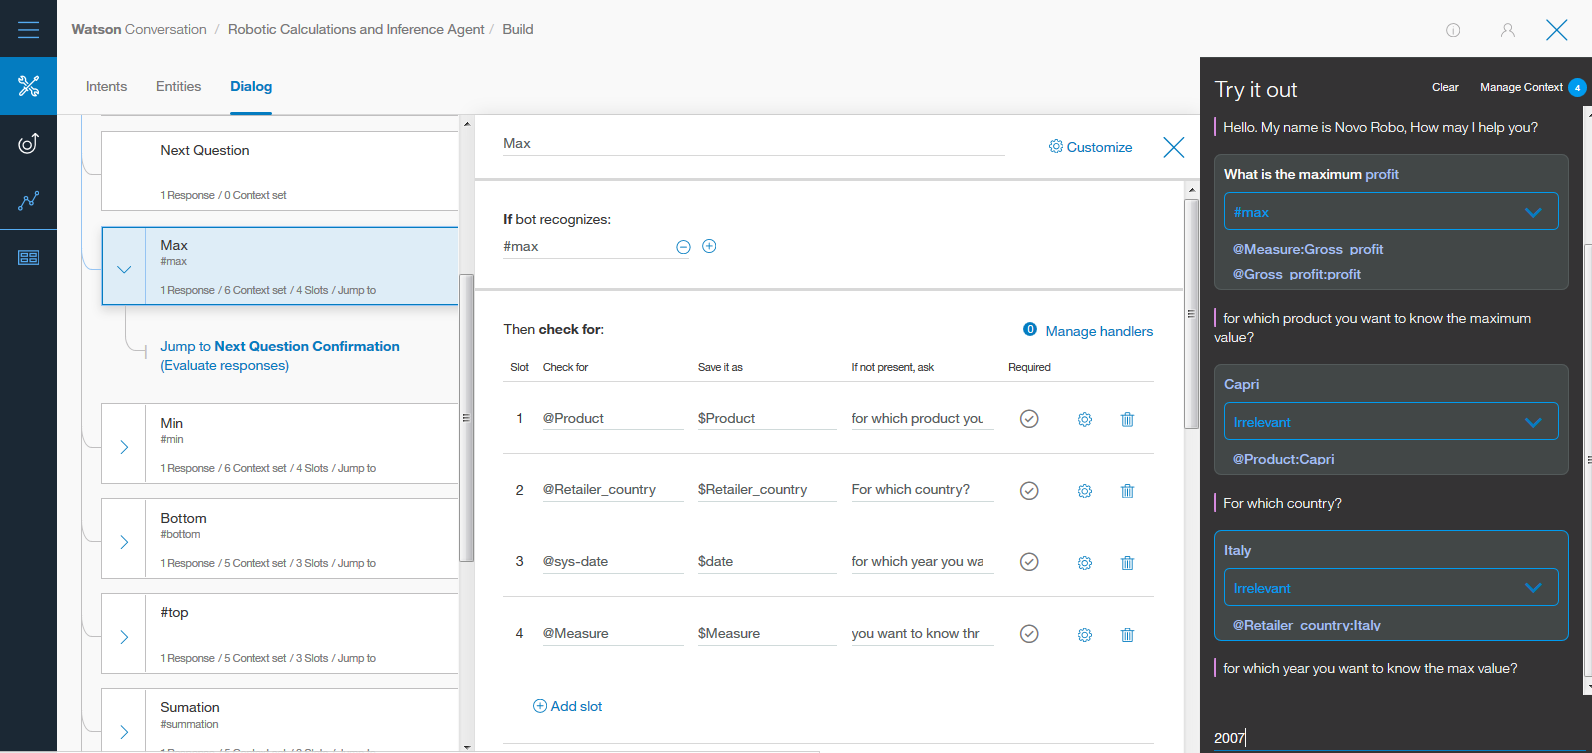 Watson Conversation / Robotic Calculations and Inference Agent / Build
Intents Entities Dialog
Next Question
1 Response / 0 Context set
Max
#max
1 Response / 6 Context set / 4 Slots / Jump to
Jump to Next Question Confirmation
(Evaluate responses)
Min
#min
1 Response / 6 Context set / 4 Slots / Jump to
Bottom
#bottom
1 Response / 5 Context set / 3 Slots / Jump to
#top
1 Response / 5 Context set / 3 Slots / Jump to
Sumation
#summation
Max
Customize
If bot recognizes:
#max
Then check for:
0 Manage handlers
Slot Check for Save it as If not present, ask Required
1 @Product $Product for which product you
2 @Retailer_country $Retailer_country For which country?
3 @sys-date $date for which year you wa
4 @Measure $Measure you want to know thr
Add slot
Try it out
Clear Manage Context 4
Hello. My name is Novo Robo, How may I help you?
What is the maximum profit
#max
@Measure:Gross_profit
@Gross_profit:profit
for which product you want to know the maximum
value?
Capri
Irrelevant
@Product:Capri
For which country?
Italy
Irrelevant
@Retailer_country:Italy
for which year you want to know the max value?
2007